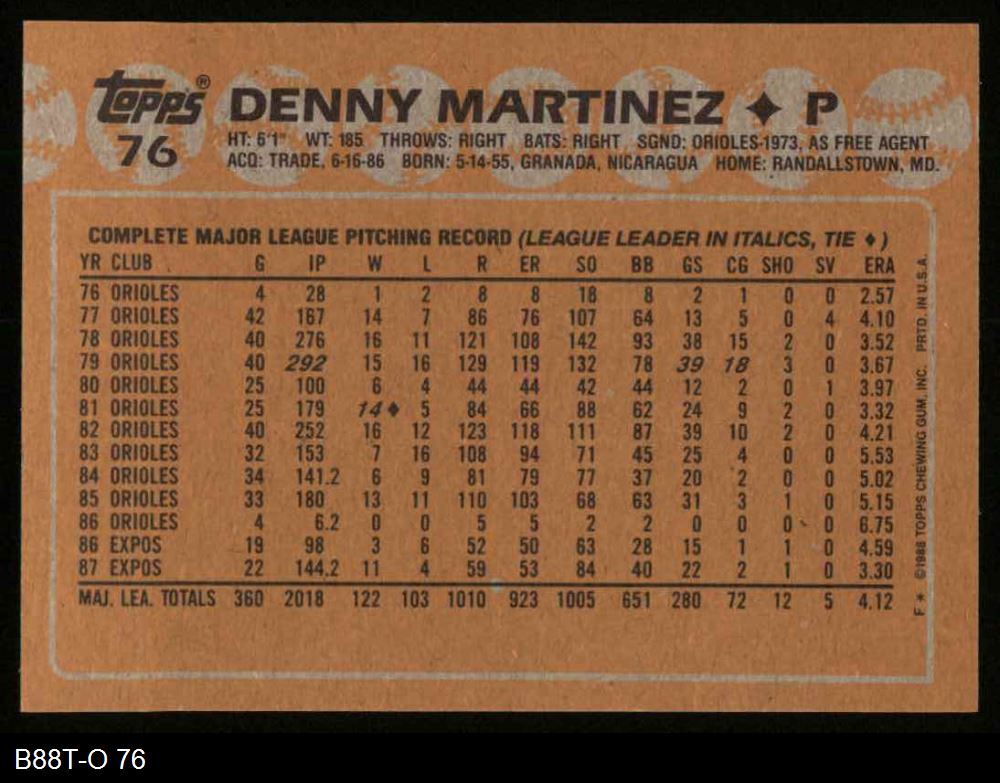 Topps® DENNY MARTINEZ ♦ P
76
HT: 6'1" WT: 185 THROWS: RIGHT BATS: RIGHT SGND: ORIOLES-1973, AS FREE AGENT
ACQ: TRADE, 6-16-86 BORN: 5-14-55, GRANADA, NICARAGUA HOME: RANDALLSTOWN, MD.
COMPLETE MAJOR LEAGUE PITCHING RECORD (LEAGUE LEADER IN ITALICS, TIE ♦)
YR CLUB G IP W L R ER SO BB GS CG SHO SV ERA
76 ORIOLES 4 28 1 2 8 8 18 8 2 1 0 0 2.57
77 ORIOLES 42 167 14 7 86 76 107 64 13 5 0 4 4.10
78 ORIOLES 40 276 16 11 121 108 142 93 38 15 2 0 3.52
79 ORIOLES 40 292 15 16 129 119 132 78 39 18 3 0 3.67
80 ORIOLES 25 100 6 4 44 44 42 44 12 2 0 1 3.97
81 ORIOLES 25 179 14♦ 5 84 66 88 62 24 9 2 0 3.32
82 ORIOLES 40 252 16 12 123 118 111 87 39 10 2 0 4.21
83 ORIOLES 32 153 7 16 108 94 71 45 25 4 0 0 5.53
84 ORIOLES 34 141.2 6 9 81 79 77 37 20 2 0 0 5.02
85 ORIOLES 33 180 13 11 110 103 68 63 31 3 1 0 5.15
86 ORIOLES 4 6.2 0 0 5 5 2 2 0 0 0 0 6.75
86 EXPOS 19 98 3 6 52 50 63 28 15 1 1 0 4.59
87 EXPOS 22 144.2 11 4 59 53 84 40 22 2 1 0 3.30
MAJ. LEA. TOTALS 360 2018 122 103 1010 923 1005 651 280 72 12 5 4.12
F * ©1988 TOPPS CHEWING GUM, INC. PRTD. IN U.S.A.
B88T-O 76